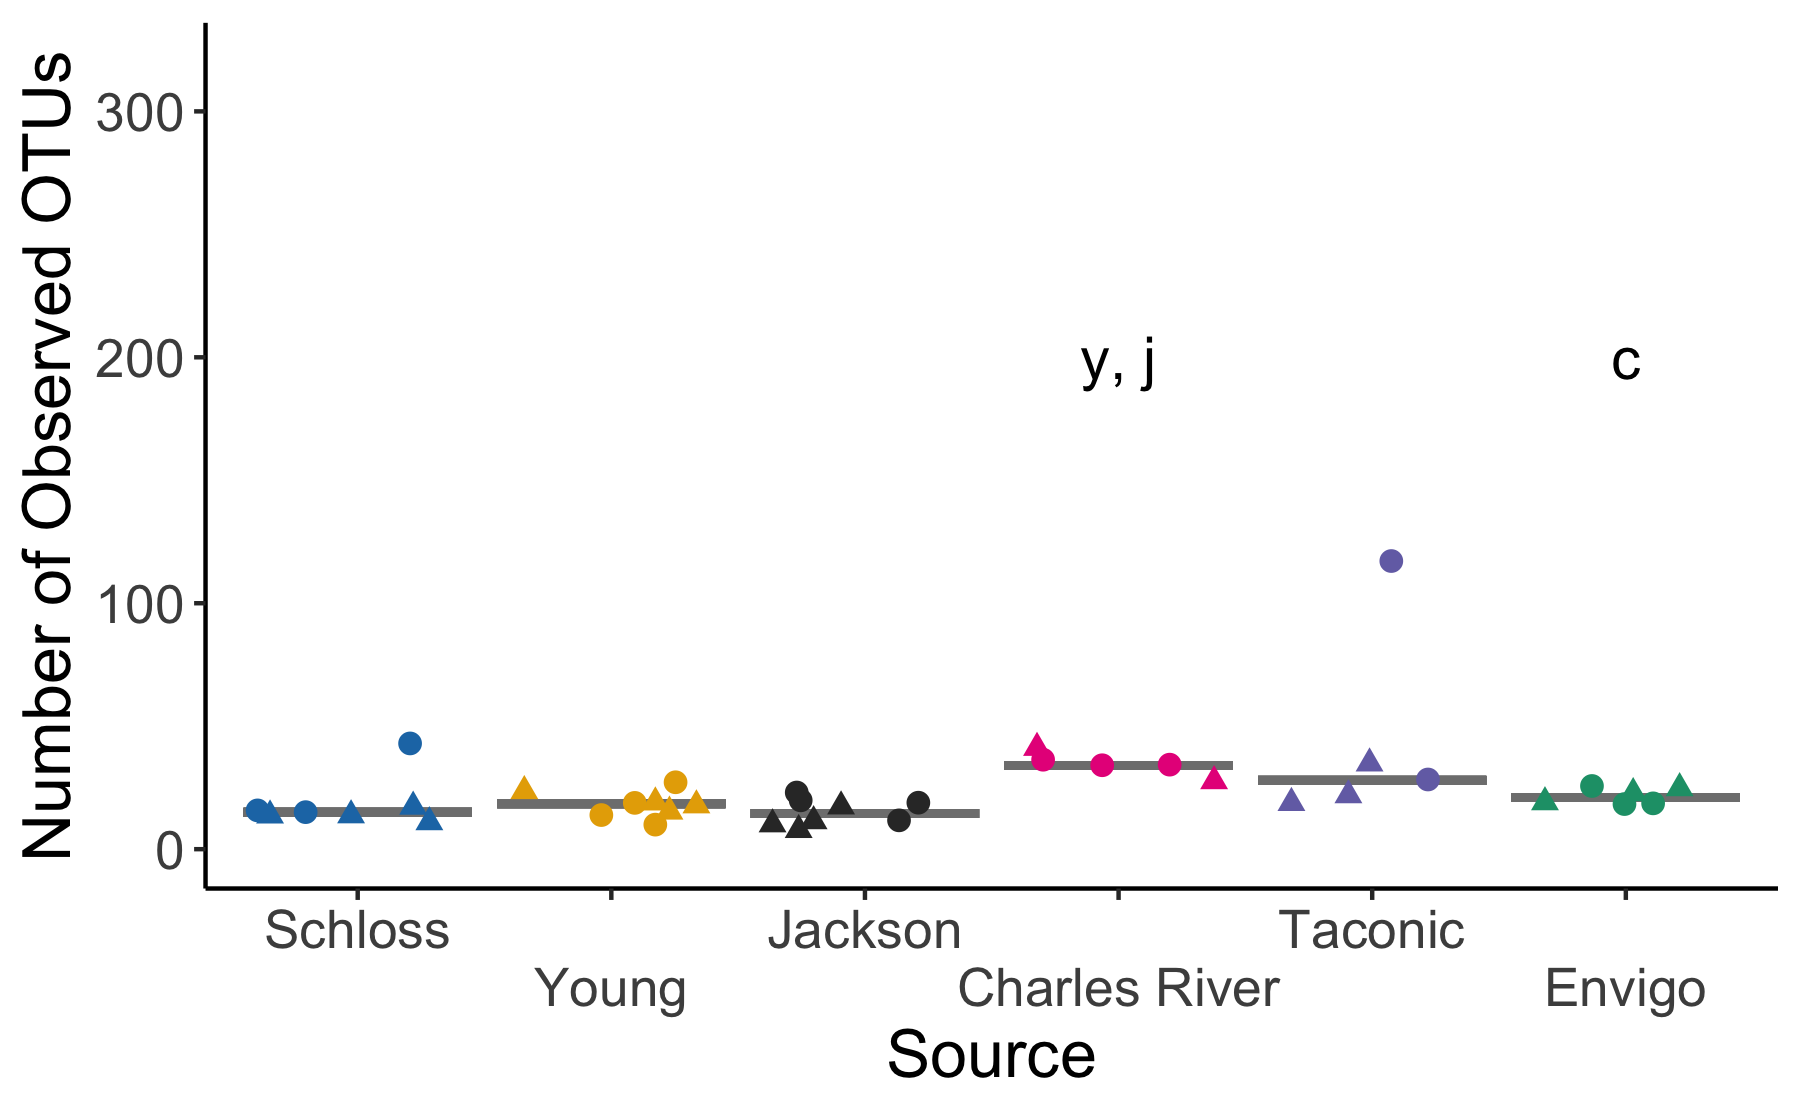 Number of Observed OTUs
300
200
100
0
y, j
c
Schloss
Jackson
Taconic
Young
Charles River
Envigo
Source